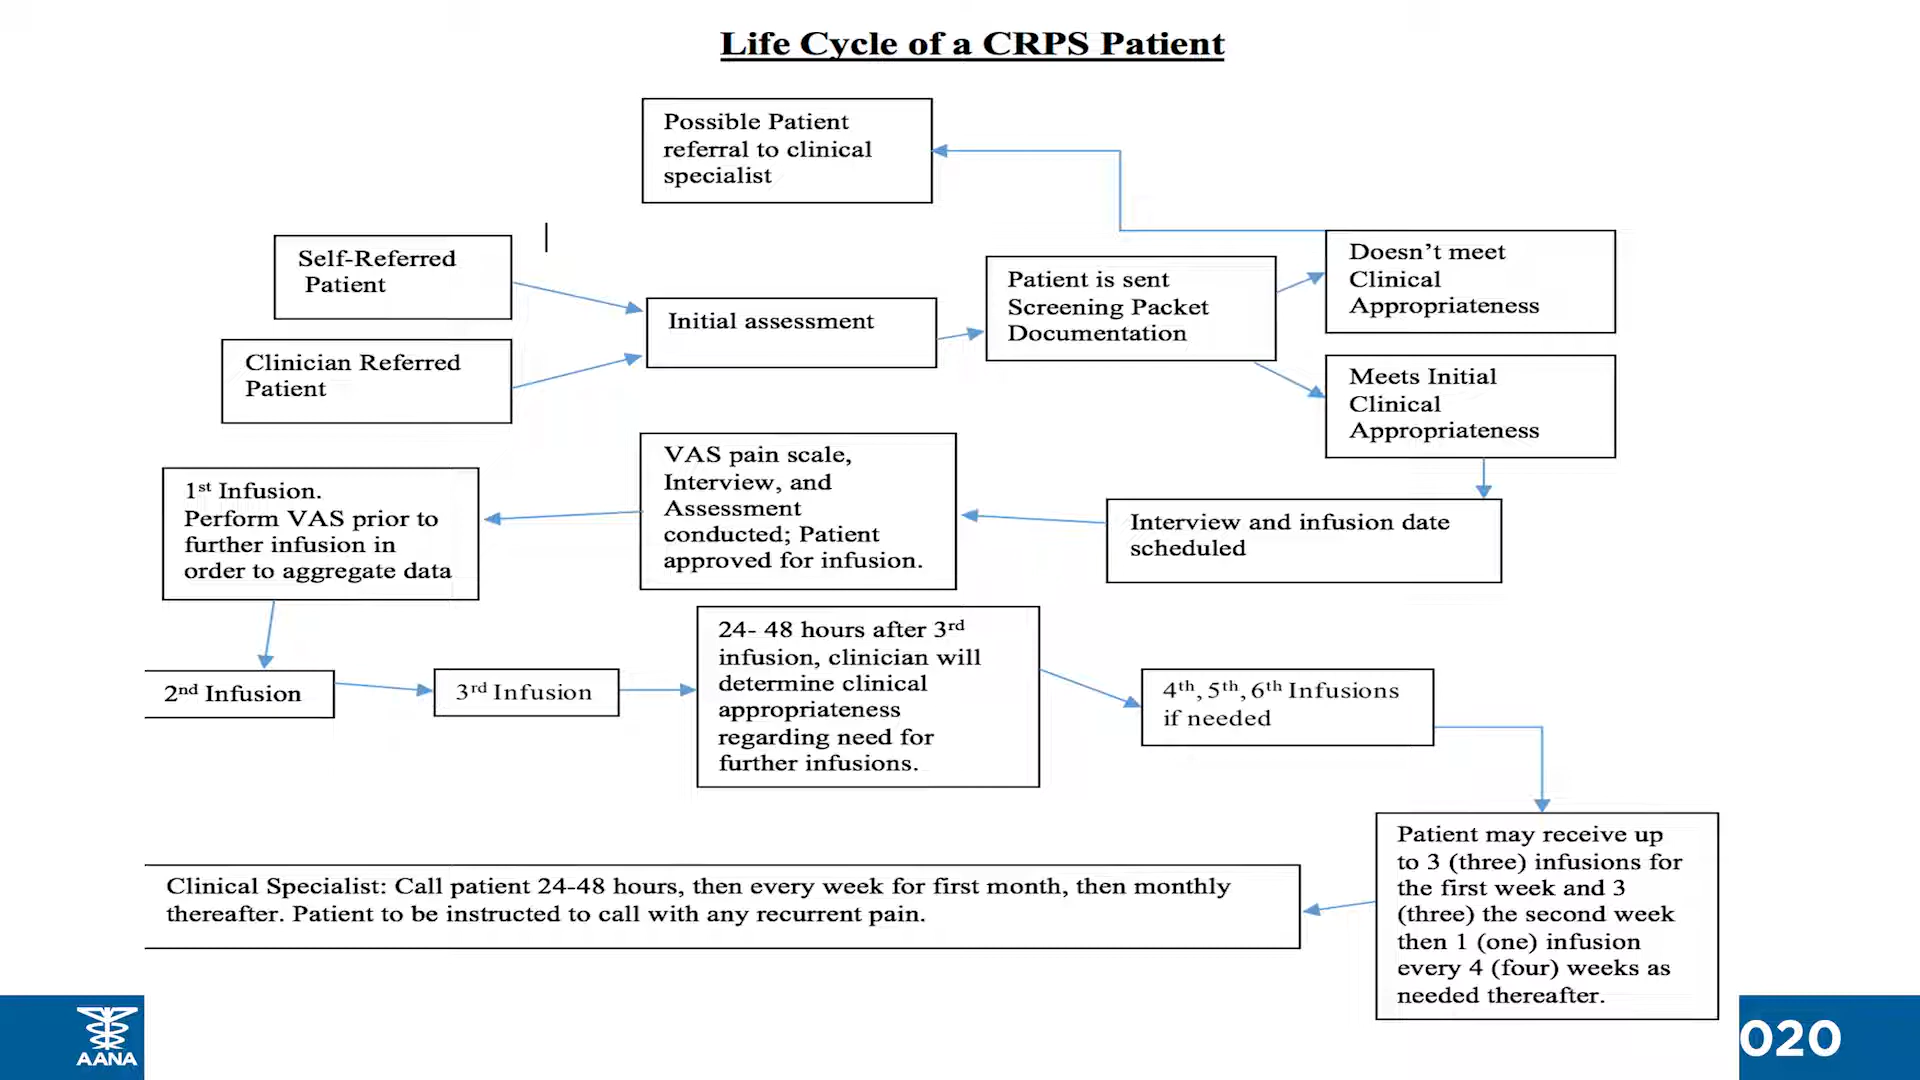 Life Cycle of a CRPS Patient
Possible Patient
referral to clinical
specialist
Self-Referred
Patient
Clinician Referred
Patient
Initial assessment
Patient is sent
Screening Packet
Documentation
Doesn't meet
Clinical
Appropriateness
Meets Initial
Clinical
Appropriateness
Interview and infusion date
scheduled
VAS pain scale,
Interview, and
Assessment
conducted; Patient
approved for infusion.
1st Infusion.
Perform VAS prior to
further infusion in
order to aggregate data
2nd Infusion
3rd Infusion
24- 48 hours after 3rd
infusion, clinician will
determine clinical
appropriateness
regarding need for
further infusions.
4th, 5th, 6th Infusions
if needed
Patient may receive up
to 3 (three) infusions for
the first week and 3
(three) the second week
then 1 (one) infusion
every 4 (four) weeks as
needed thereafter.
Clinical Specialist: Call patient 24-48 hours, then every week for first month, then monthly
thereafter. Patient to be instructed to call with any recurrent pain.
AANA
020